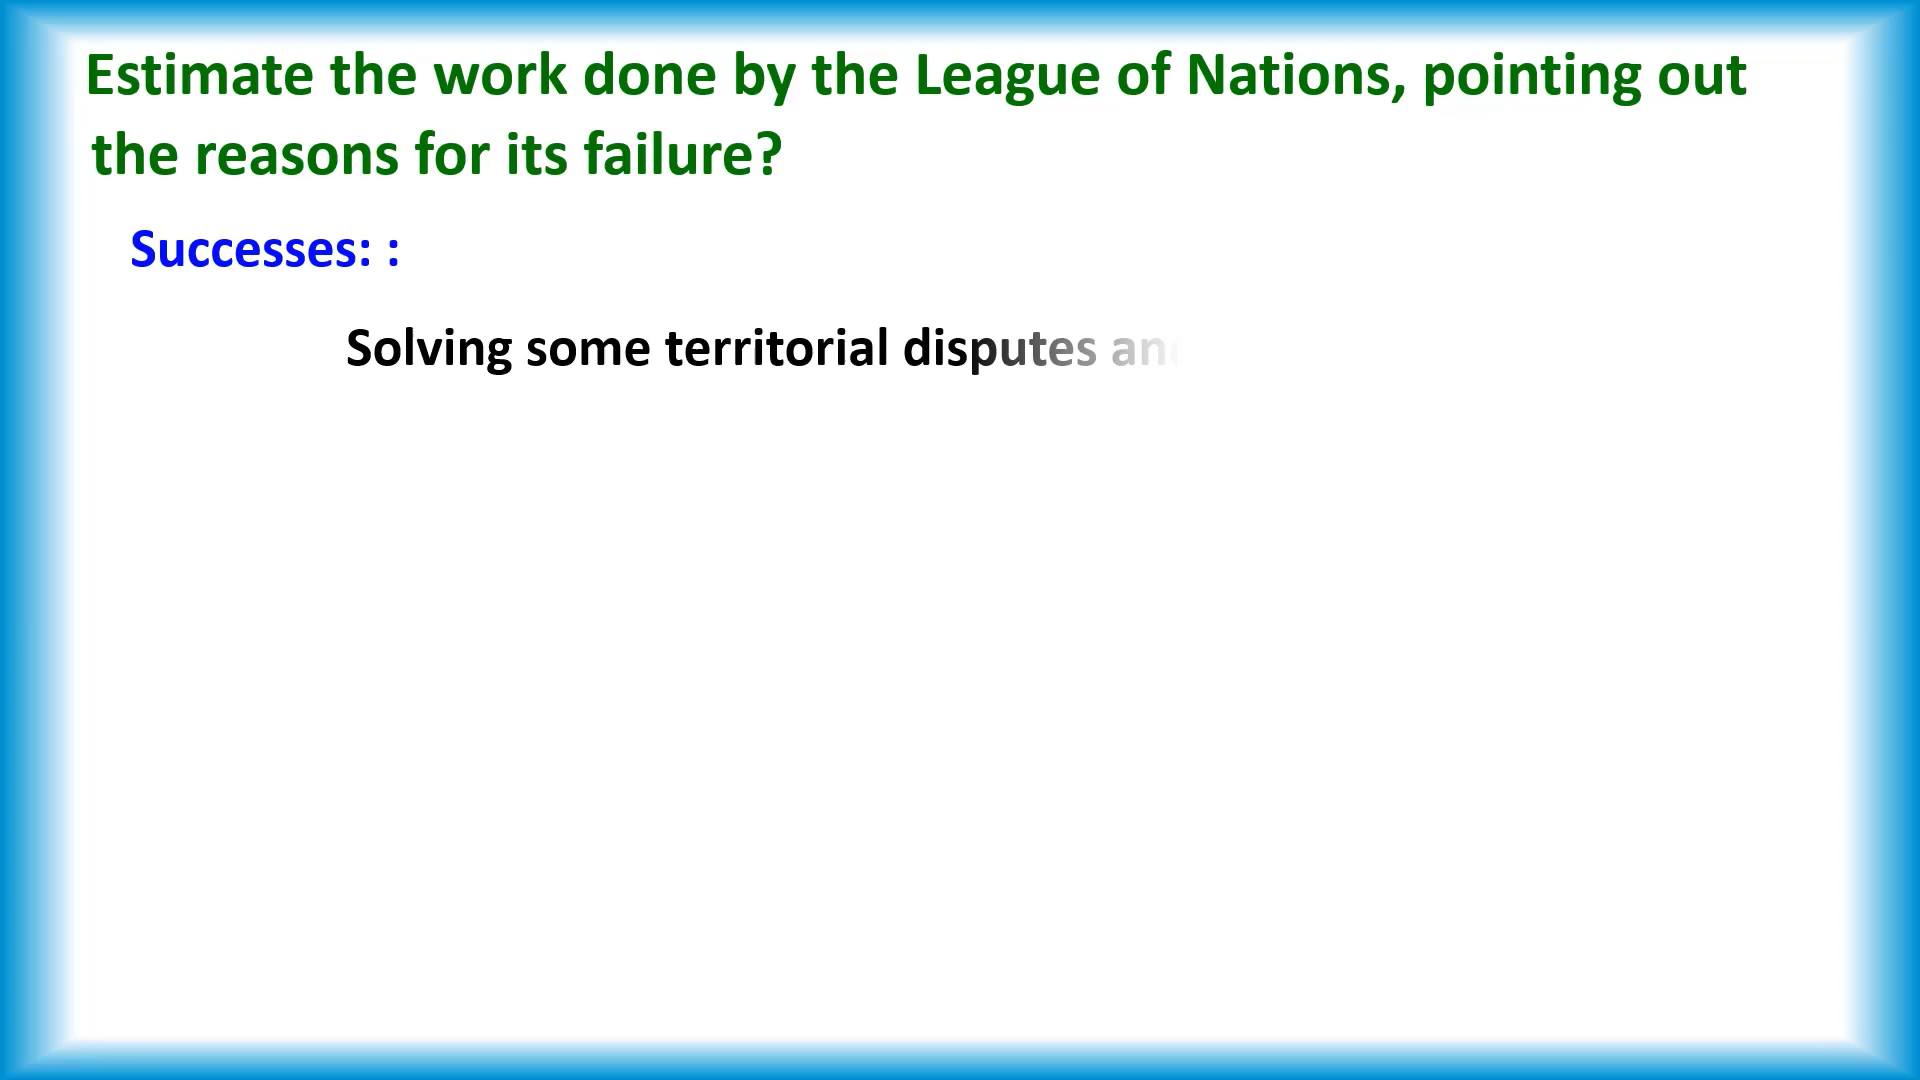 Estimate the work done by the League of Nations, pointing out
the reasons for its failure?
Successes: :
Solving some territorial disputes